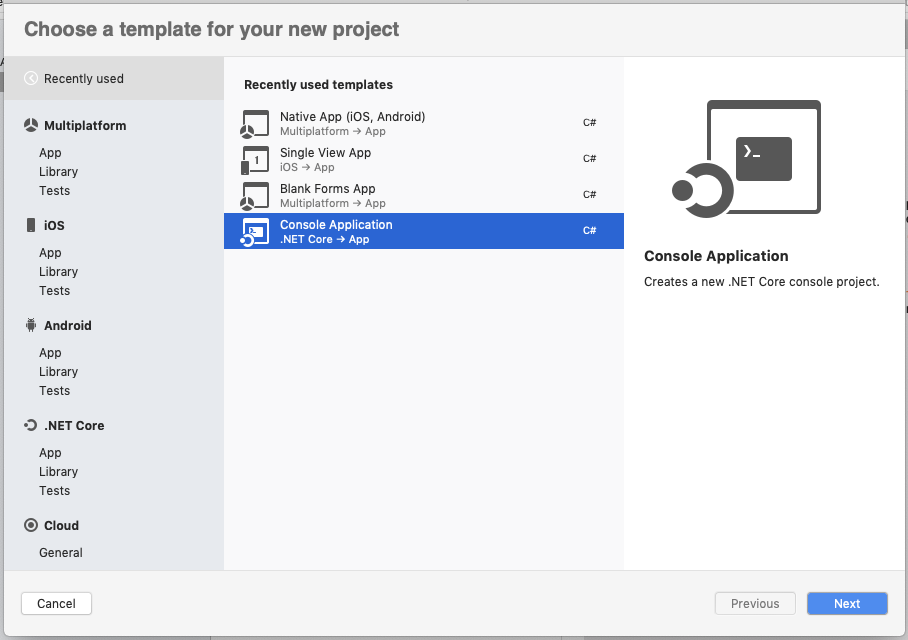 Choose a template for your new project
Recently used
Multiplatform
App
Library
Tests
iOS
App
Library
Tests
Android
App
Library
Tests
.NET Core
App
Library
Tests
Cloud
General
Recently used templates
Native App (iOS, Android)
Multiplatform → App
C#
1
Single View App
iOS → App
C#
Blank Forms App
Multiplatform → App
C#
Console Application
.NET Core → App
C#
Console Application
Creates a new .NET Core console project.
Cancel
Previous
Next